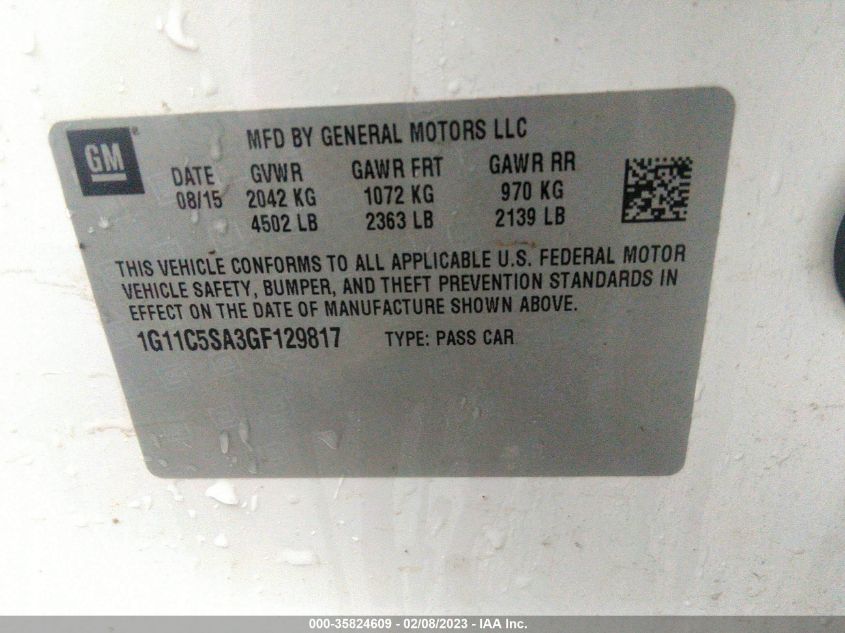 GM®
MFD BY GENERAL MOTORS LLC
DATE GVWR GAWR FRT GAWR RR
08/15 2042 KG 1072 KG 970 KG
4502 LB 2363 LB 2139 LB
THIS VEHICLE CONFORMS TO ALL APPLICABLE U.S. FEDERAL MOTOR
VEHICLE SAFETY, BUMPER, AND THEFT PREVENTION STANDARDS IN
EFFECT ON THE DATE OF MANUFACTURE SHOWN ABOVE.
1G11C5SA3GF129817 TYPE: PASS CAR
000-35824609 - 02/08/2023 - IAA Inc.